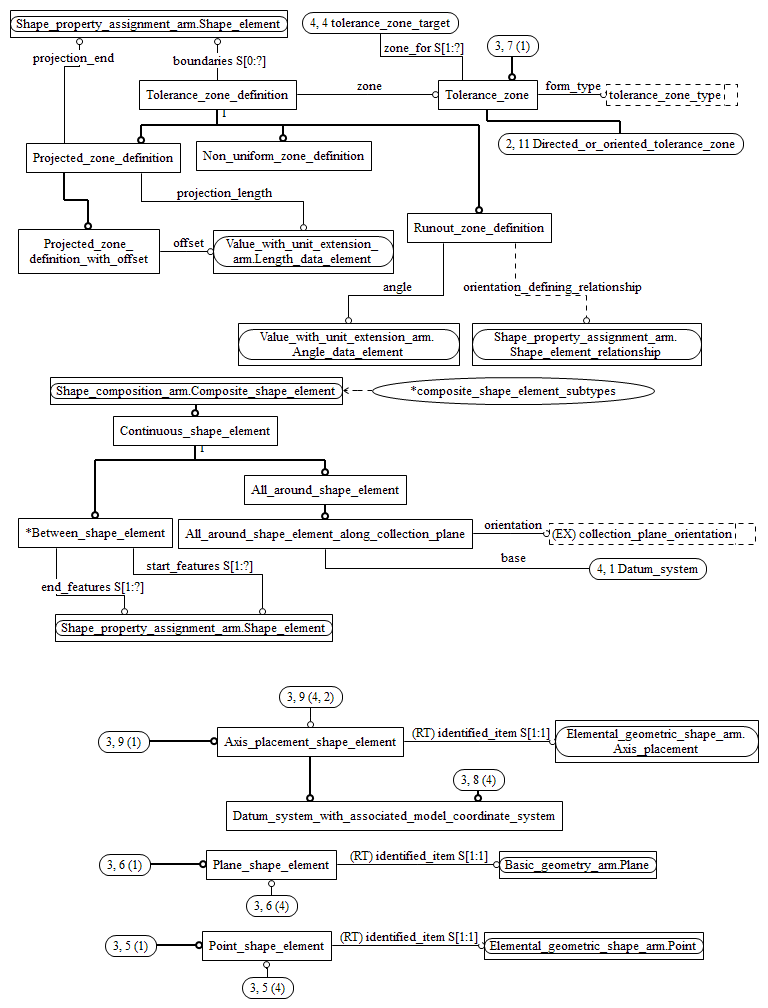 Shape_property_assignment_arm.Shape_element
4, 4 tolerance_zone_target
projection_end
boundaries S[0:?]
zone_for S[1:?]
3, 7 (1)
Tolerance_zone_definition
zone
Tolerance_zone
form_type
tolerance_zone_type
1
2, 11 Directed_or_oriented_tolerance_zone
Projected_zone_definition
Non_uniform_zone_definition
projection_length
Runout_zone_definition
Projected_zone_
definition_with_offset
offset
Value_with_unit_extension_
arm.Length_data_element
angle
orientation_defining_relationship
Value_with_unit_extension_arm.
Angle_data_element
Shape_property_assignment_arm.
Shape_element_relationship
Shape_composition_arm.Composite_shape_element
*composite_shape_element_subtypes
Continuous_shape_element
1
All_around_shape_element
*Between_shape_element
All_around_shape_element_along_collection_plane
orientation
(EX) collection_plane_orientation
base
4, 1 Datum_system
start_features S[1:?]
end_features S[1:?]
Shape_property_assignment_arm.Shape_element
3, 9 (4, 2)
3, 9 (1)
Axis_placement_shape_element
(RT) identified_item S[1:1]
Elemental_geometric_shape_arm.
Axis_placement
3, 8 (4)
Datum_system_with_associated_model_coordinate_system
3, 6 (1)
Plane_shape_element
(RT) identified_item S[1:1]
Basic_geometry_arm.Plane
3, 6 (4)
3, 5 (1)
Point_shape_element
(RT) identified_item S[1:1]
Elemental_geometric_shape_arm.Point
3, 5 (4)